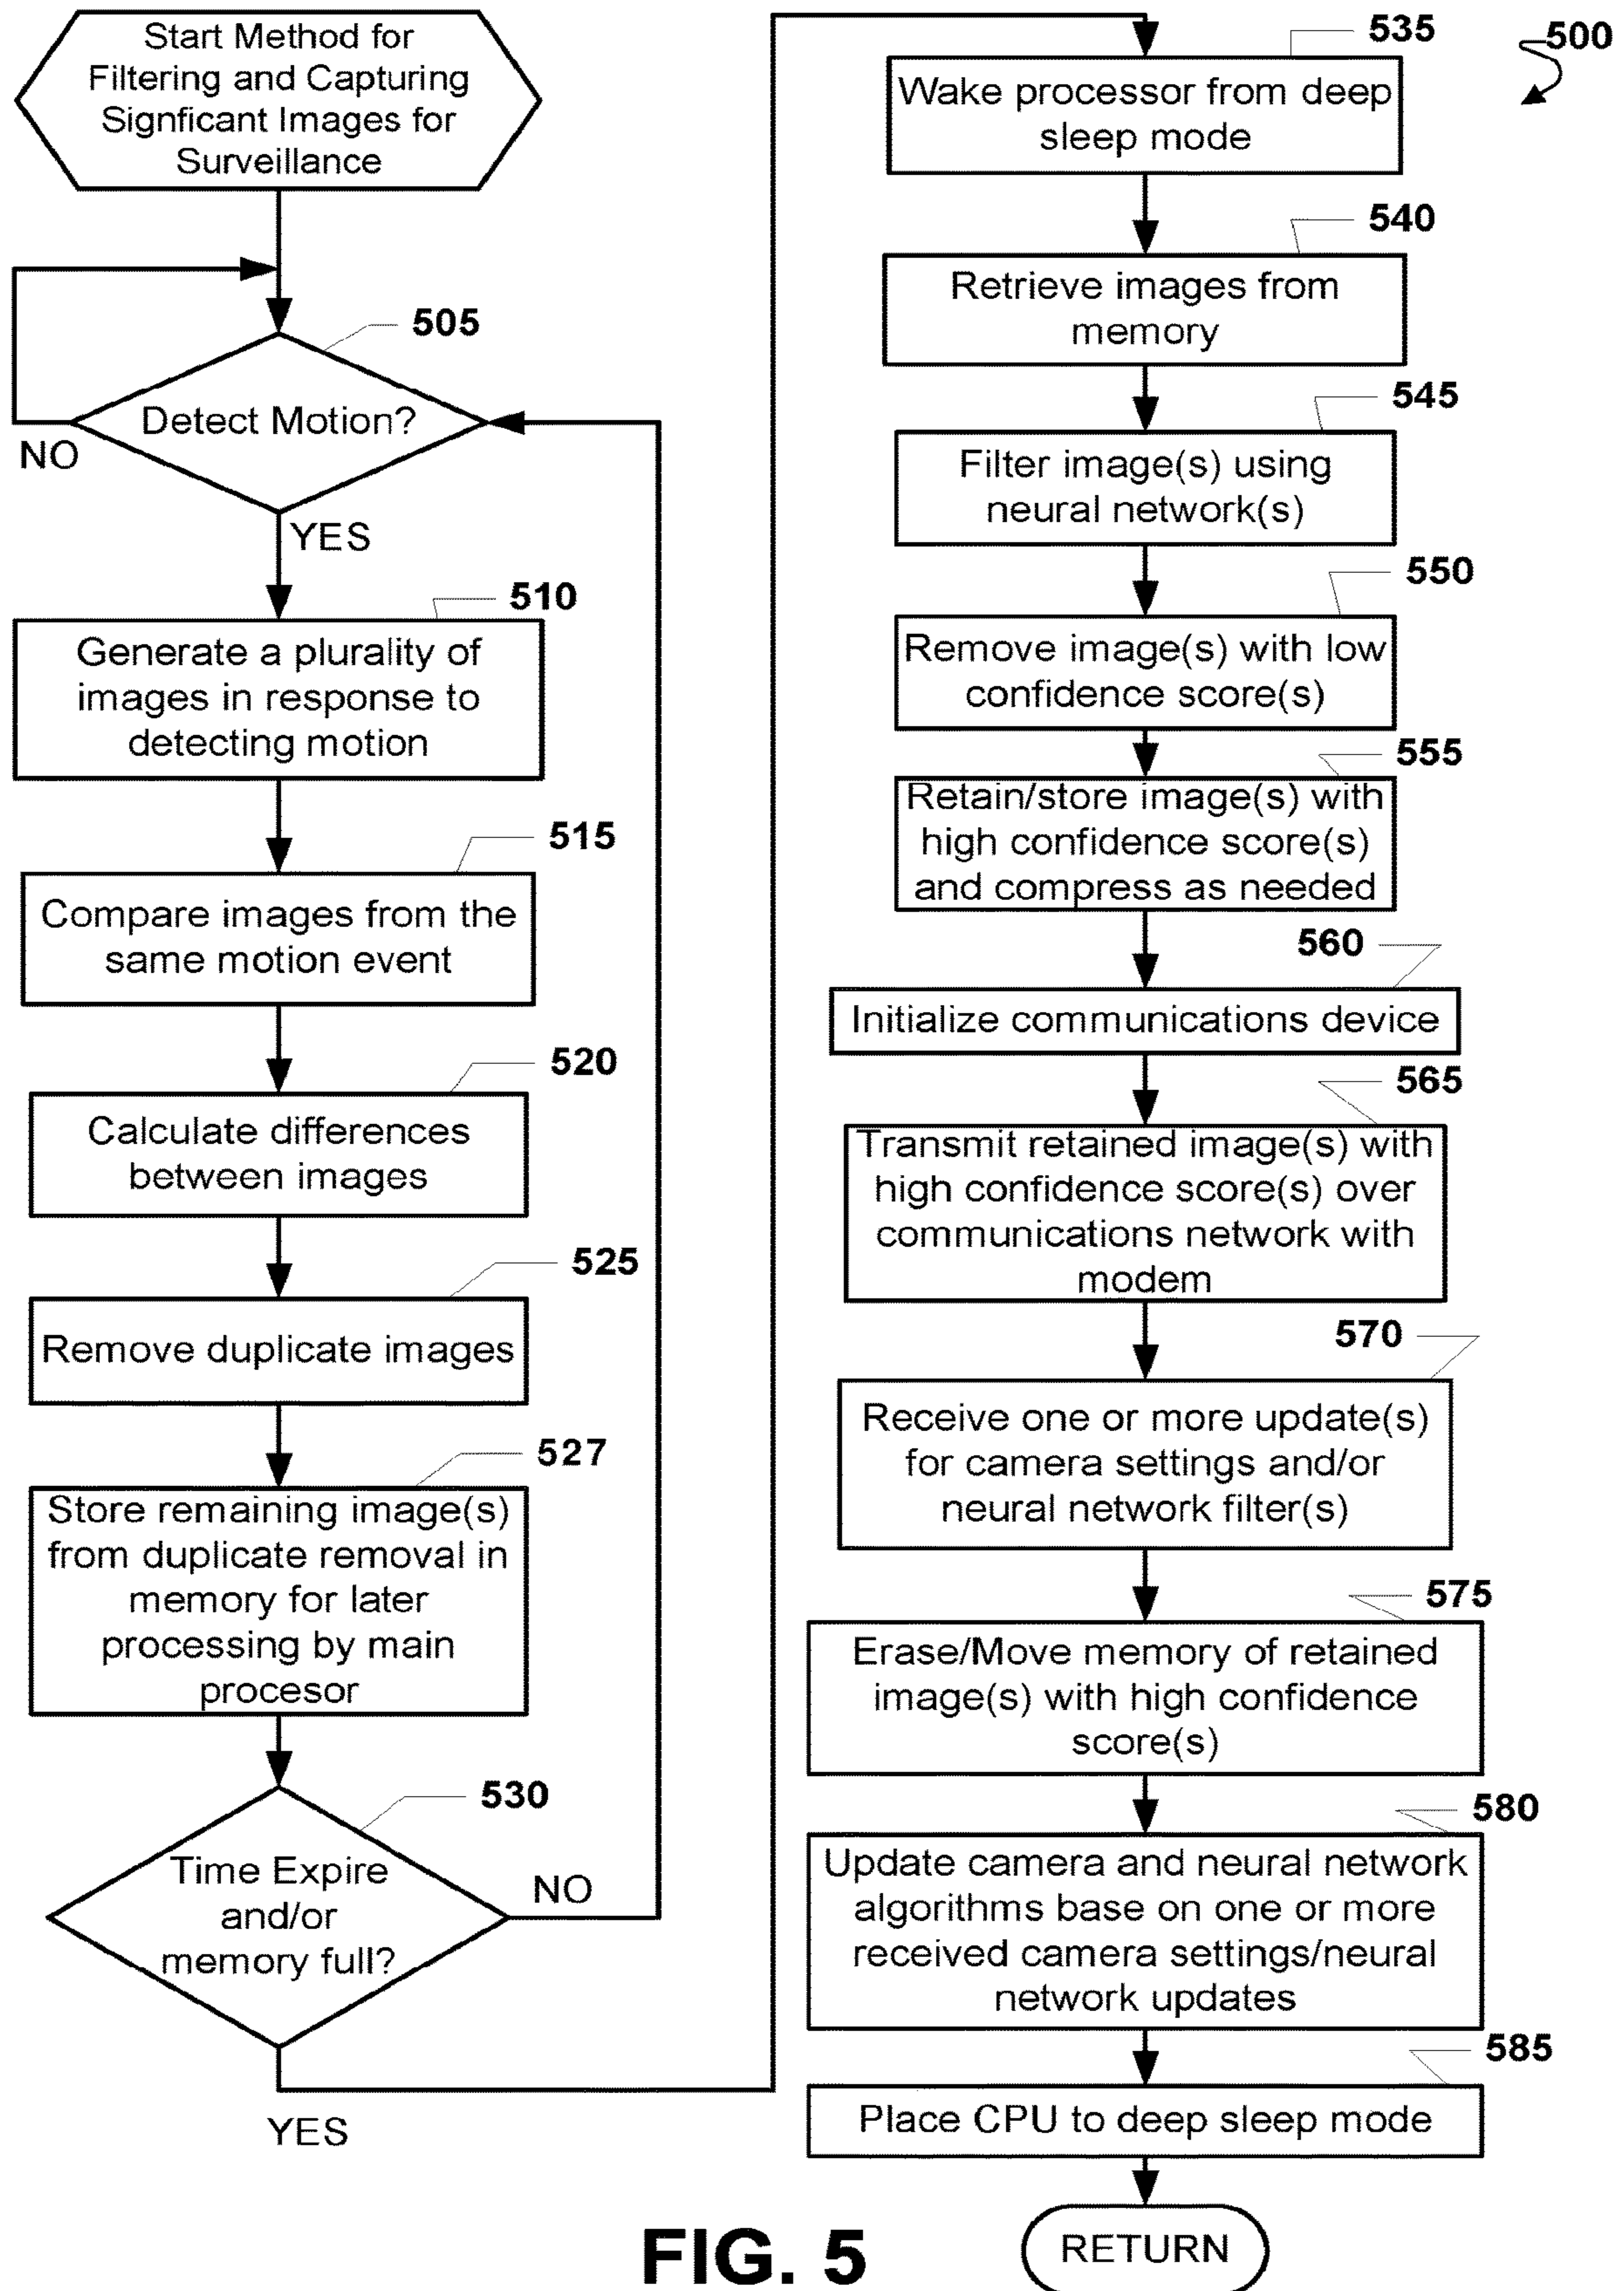 Start Method for
Filtering and Capturing
Signficant Images for
Surveillance
505
Detect Motion?
NO
YES
510
Generate a plurality of
images in response to
detecting motion
515
Compare images from the
same motion event
520
Calculate differences
between images
525
Remove duplicate images
527
Store remaining image(s)
from duplicate removal in
memory for later
processing by main
procesor
530
Time Expire
and/or
memory full?
NO
YES
500
535
Wake processor from deep
sleep mode
540
Retrieve images from
memory
545
Filter image(s) using
neural network(s)
550
Remove image(s) with low
confidence score(s)
555
Retain/store image(s) with
high confidence score(s)
and compress as needed
560
Initialize communications device
565
Transmit retained image(s) with
high confidence score(s) over
communications network with
modem
570
Receive one or more update(s)
for camera settings and/or
neural network filter(s)
575
Erase/Move memory of retained
image(s) with high confidence
score(s)
580
Update camera and neural network
algorithms base on one or more
received camera settings/neural
network updates
585
Place CPU to deep sleep mode
RETURN
FIG. 5